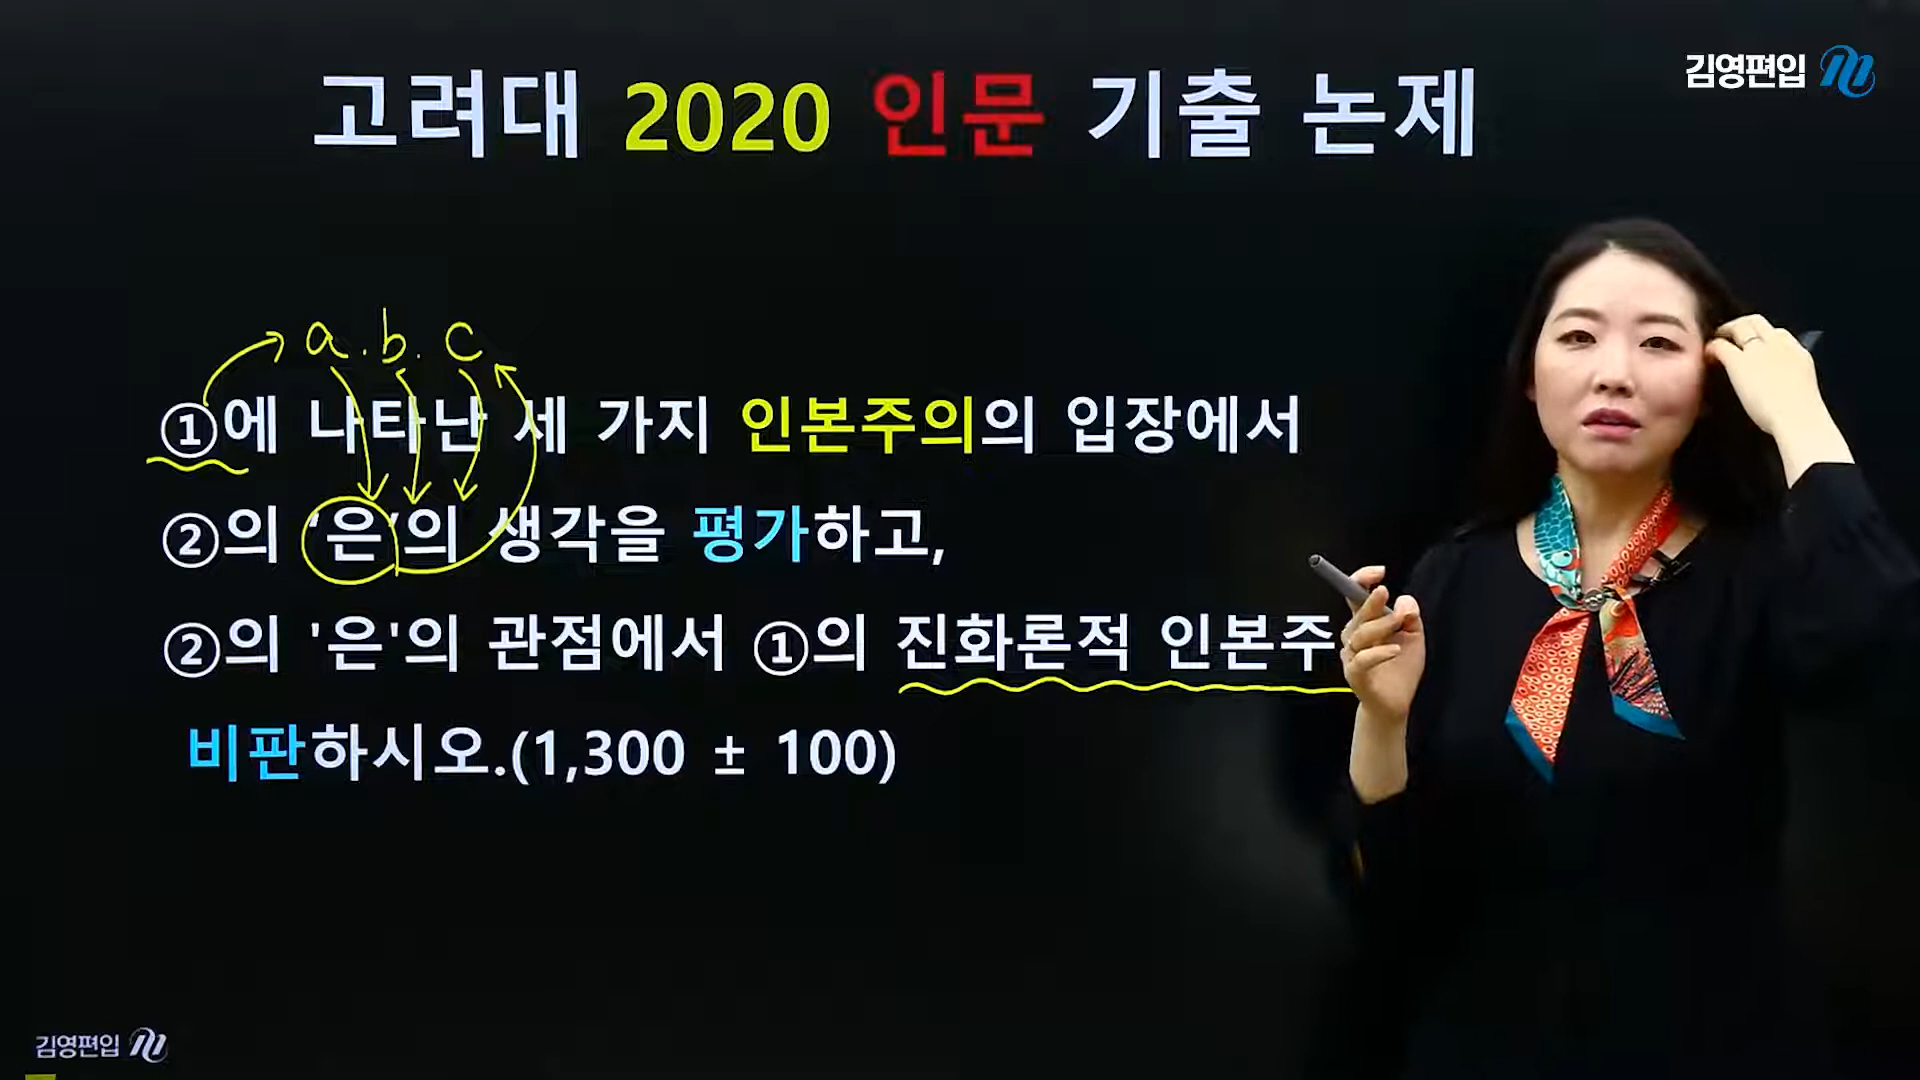 고려대 2020 인문 기출 논제
김영편입
a. b. c
①에 나타난 세 가지 인본주의의 입장에서
②의 '은'의 생각을 평가하고,
②의 '은'의 관점에서 ①의 진화론적 인본주
비판하시오.(1,300 ± 100)
김영편입